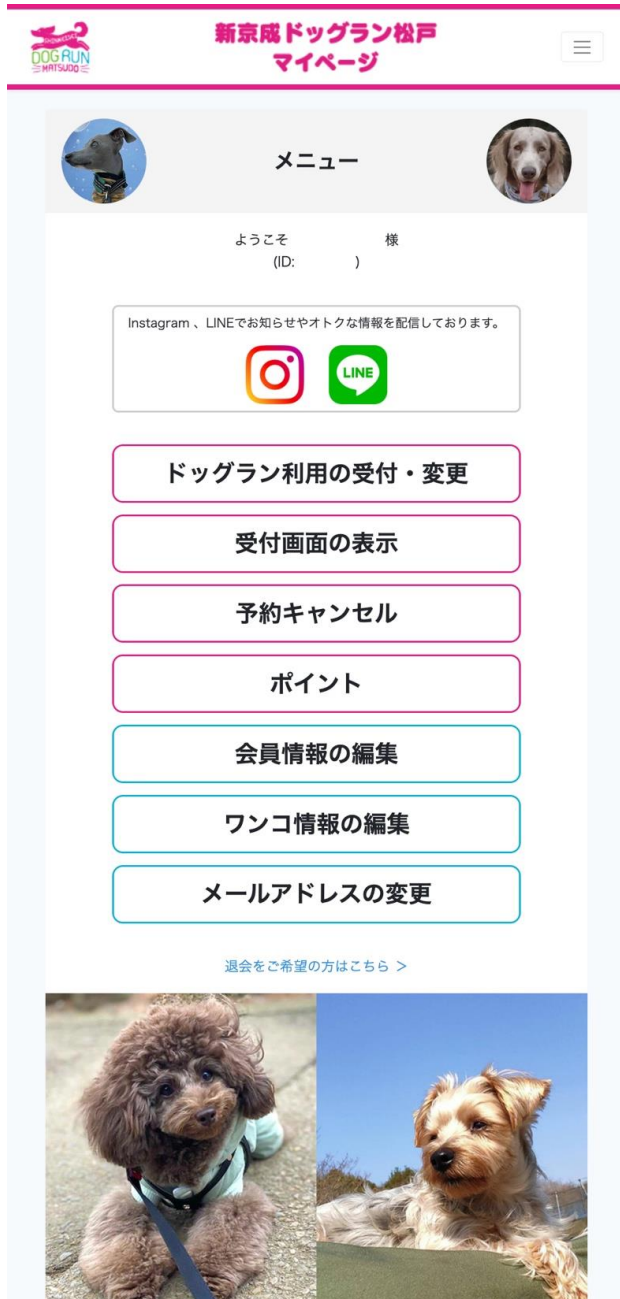 SHINKEISEI
DOG RUN
MATSUDO
新京成ドッグラン松戸
マイページ
メニュー
ようこそ 様
(ID: )
Instagram 、LINEでお知らせやオトクな情報を配信しております。
LINE
ドッグラン利用の受付・変更
受付画面の表示
予約キャンセル
ポイント
会員情報の編集
ワンコ情報の編集
メールアドレスの変更
退会をご希望の方はこちら ＞